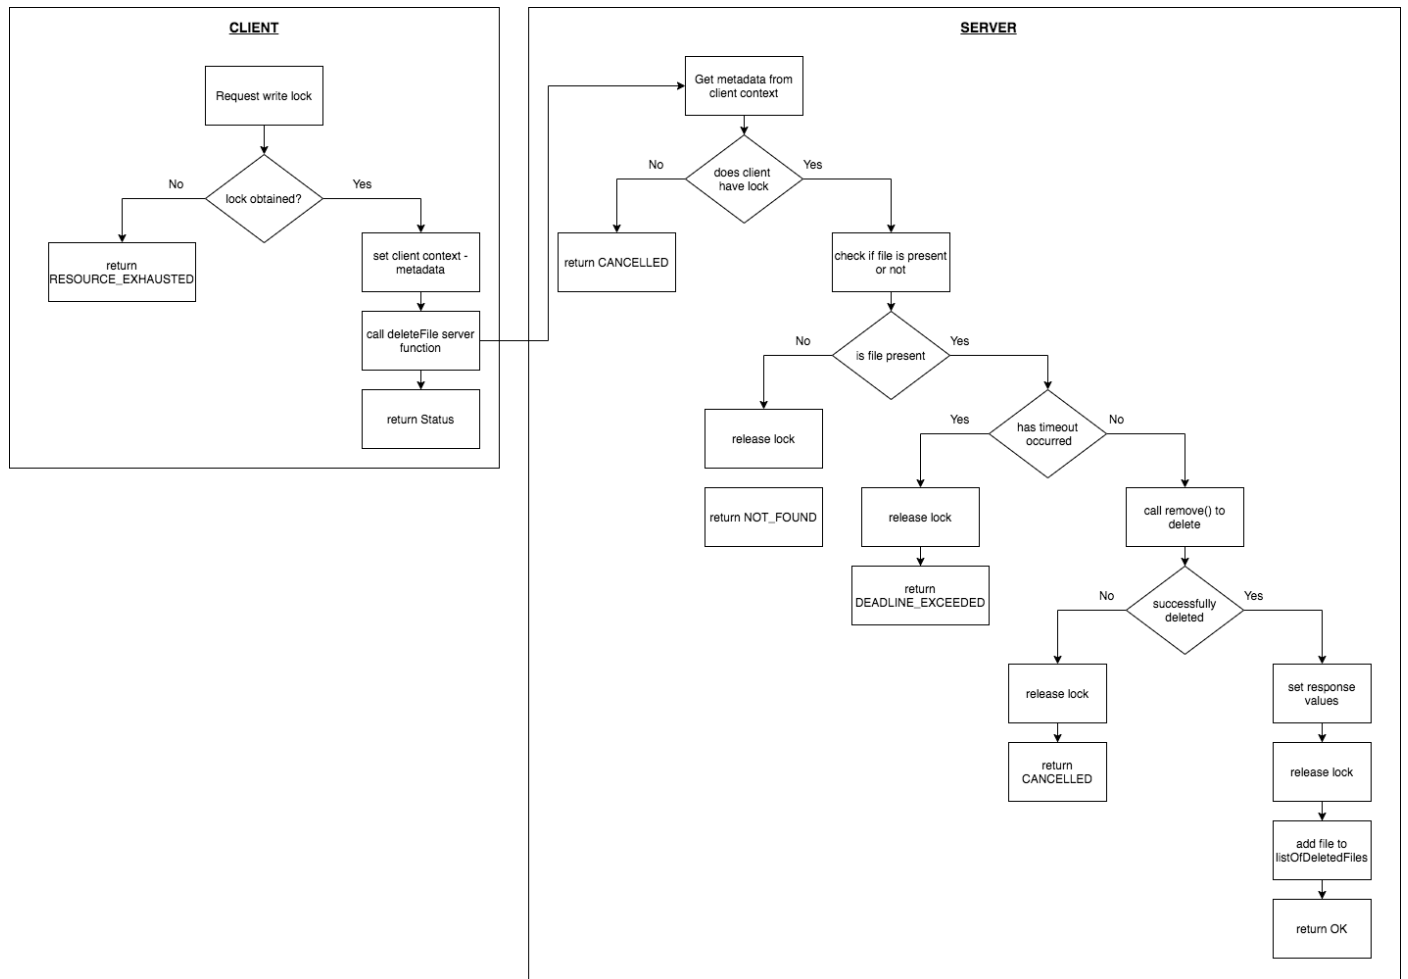 CLIENT
Request write lock
No
lock obtained?
Yes
return
RESOURCE_EXHAUSTED
set client context -
metadata
call deleteFile server
function
return Status
SERVER
Get metadata from
client context
No
does client
have lock
Yes
return CANCELLED
check if file is present
or not
No
is file present
Yes
release lock
return NOT_FOUND
Yes
has timeout
occurred
No
release lock
return
DEADLINE_EXCEEDED
call remove() to
delete
No
successfully
deleted
Yes
release lock
return
CANCELLED
set response
values
release lock
add file to
listOfDeletedFiles
return OK